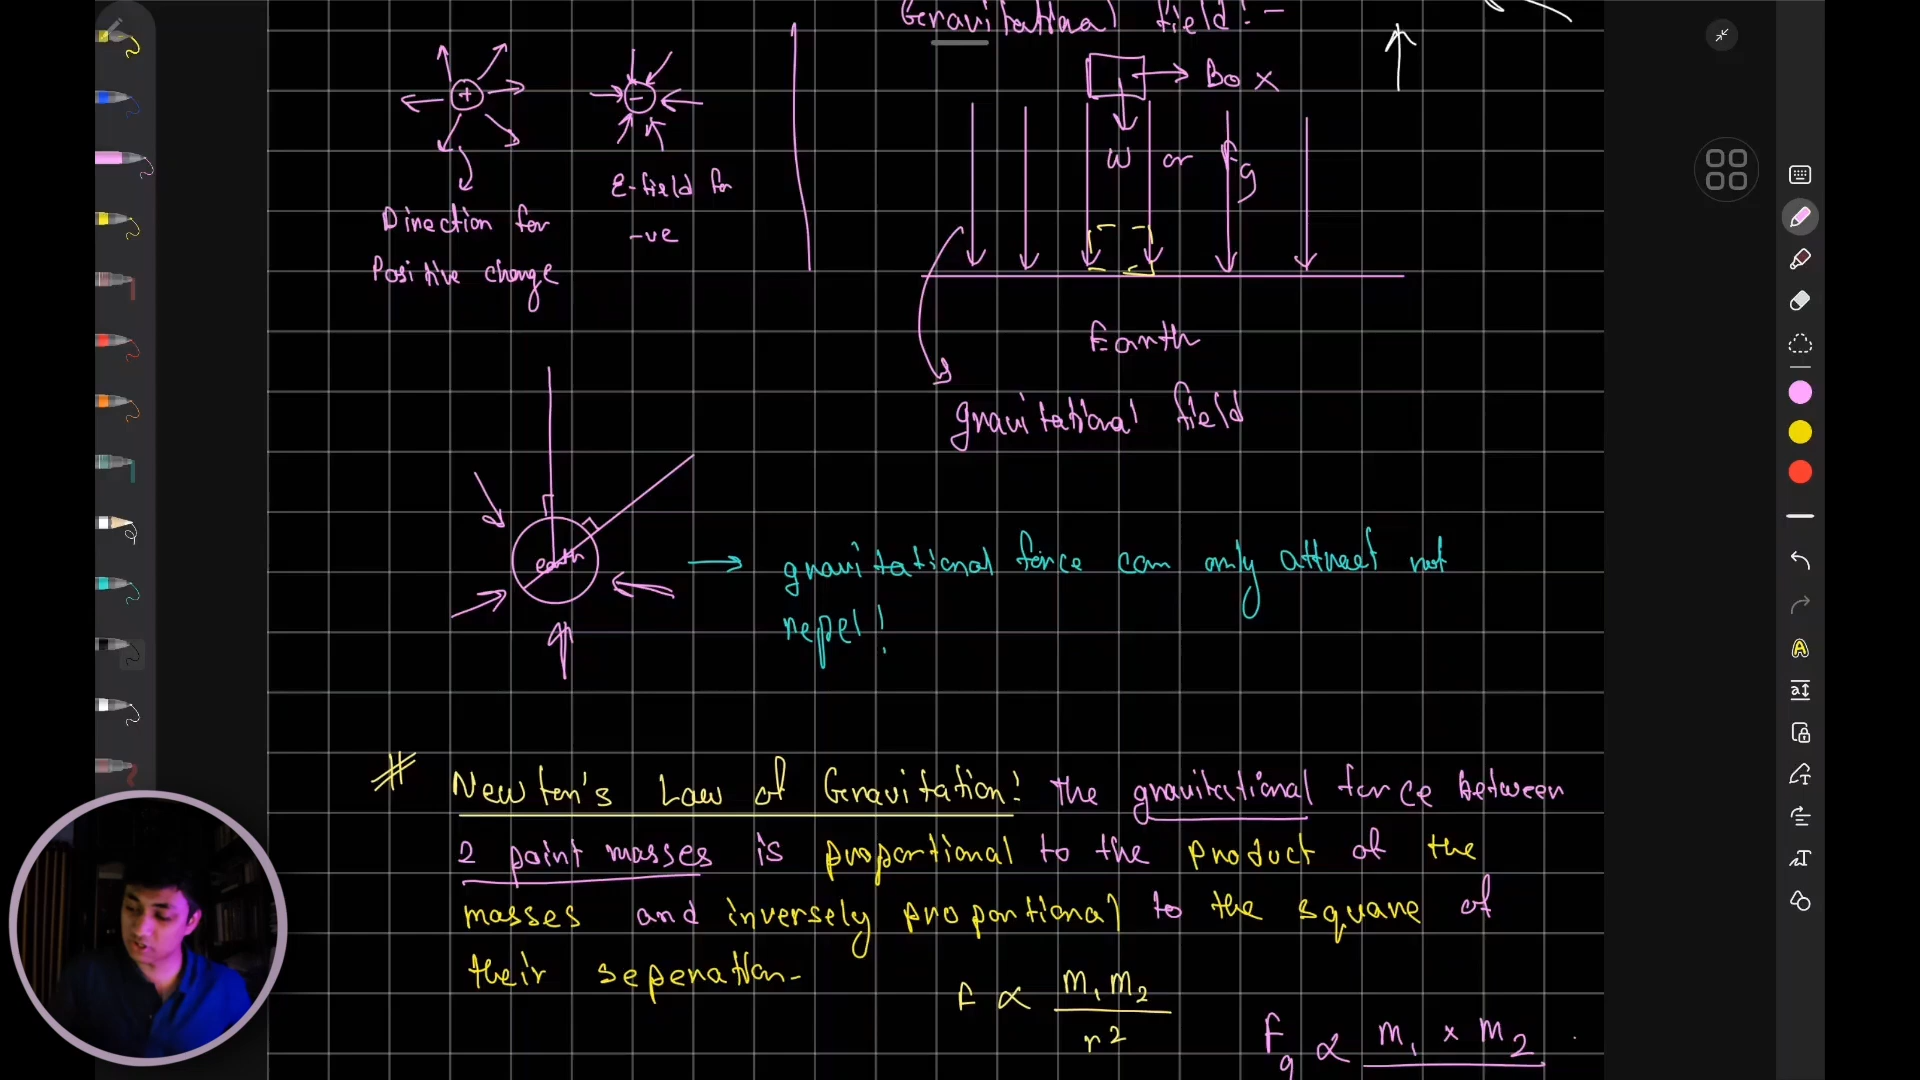 Gravitational field:-
Box
+
-
W or Fg
E-field for
-ve
Direction for
Positive charge
Earth
gravitational field
earth
→ gravitational force can only attract not
repel!
# Newton's Law of Gravitation: the gravitational force between
2 point masses is proportional to the product of the
masses and inversely proportional to the square of
their seperation-
F ∝ m₁m₂ / r²
Fg ∝ m₁ × m₂